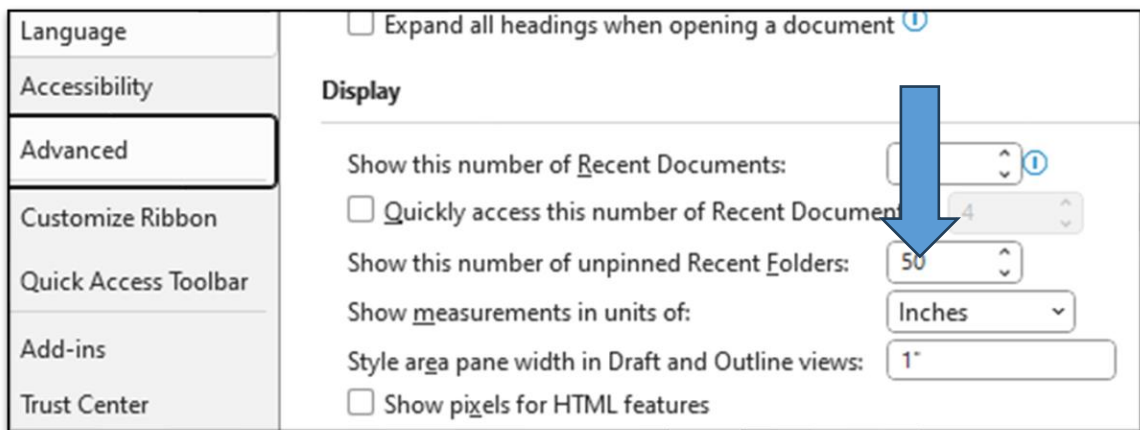 Language
Accessibility
Advanced
Customize Ribbon
Quick Access Toolbar
Add-ins
Trust Center
Expand all headings when opening a document
Display
Show this number of Recent Documents:
Quickly access this number of Recent 4
Show this number of unpinned Recent Folders: 50
Show measurements in units of: Inches
Style area pane width in Draft and Outline views: 1"
Show pixels for HTML features